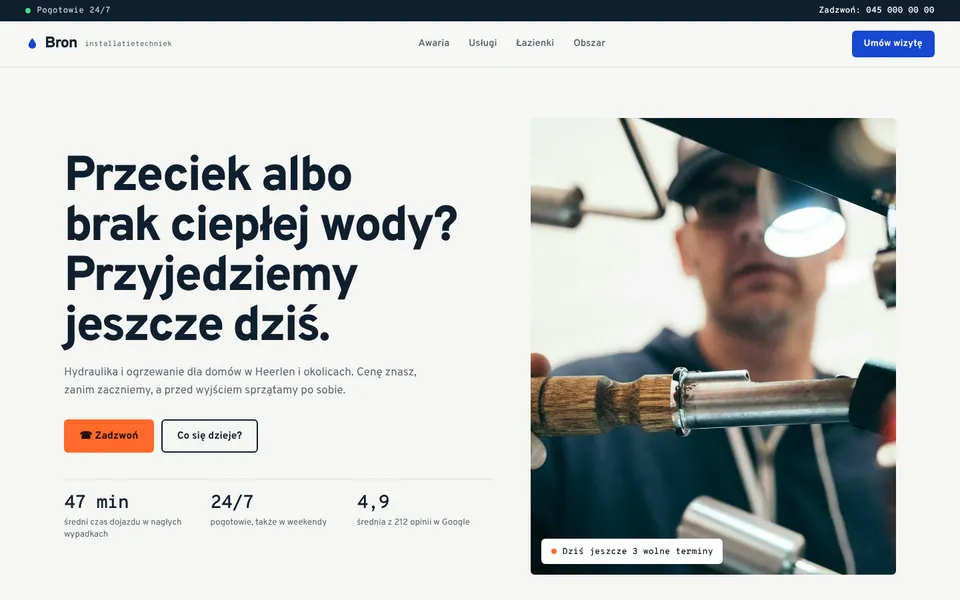 Pogotowie 24/7
Zadzwoń: 045 000 00 00
Bron installatietechniek
Awaria
Usługi
Łazienki
Obszar
Umów wizytę
Przeciek albo
brak ciepłej wody?
Przyjedziemy
jeszcze dziś.
Hydraulika i ogrzewanie dla domów w Heerlen i okolicach. Cenę znasz,
zanim zaczniemy, a przed wyjściem sprzątamy po sobie.
☎ Zadzwoń
Co się dzieje?
47 min
średni czas dojazdu w nagłych
wypadkach
24/7
pogotowie, także w weekendy
4,9
średnia z 212 opinii w Google
Dziś jeszcze 3 wolne terminy